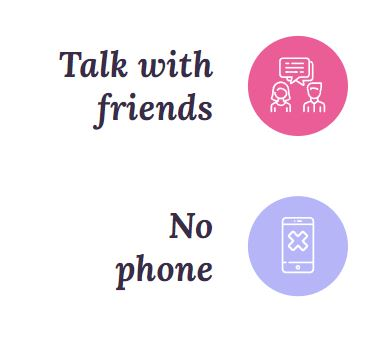 Talk with
friends
No
phone